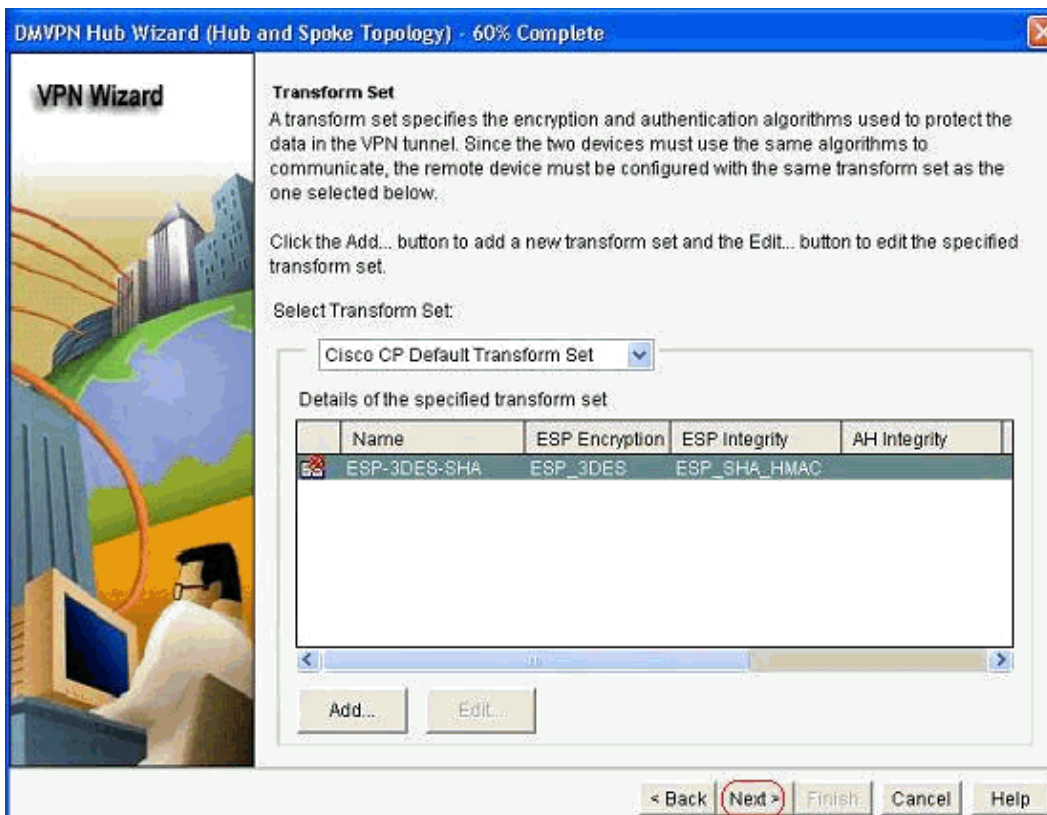 DMVPN Hub Wizard (Hub and Spoke Topology) - 60% Complete
VPN Wizard
Transform Set
A transform set specifies the encryption and authentication algorithms used to protect the
data in the VPN tunnel. Since the two devices must use the same algorithms to
communicate, the remote device must be configured with the same transform set as the
one selected below.
Click the Add... button to add a new transform set and the Edit... button to edit the specified
transform set.
Select Transform Set:
Cisco CP Default Transform Set
Details of the specified transform set
Name ESP Encryption ESP Integrity AH Integrity
ESP-3DES-SHA ESP_3DES ESP_SHA_HMAC
Add... Edit...
< Back Next > Finish Cancel Help